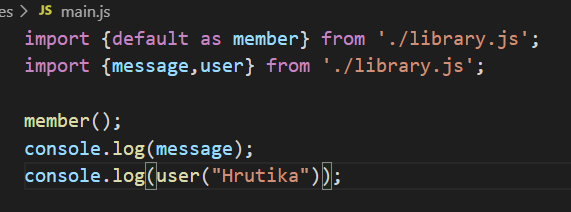 es > JS main.js
import {default as member} from './library.js';
import {message,user} from './library.js';
member();
console.log(message);
console.log(user("Hrutika"));